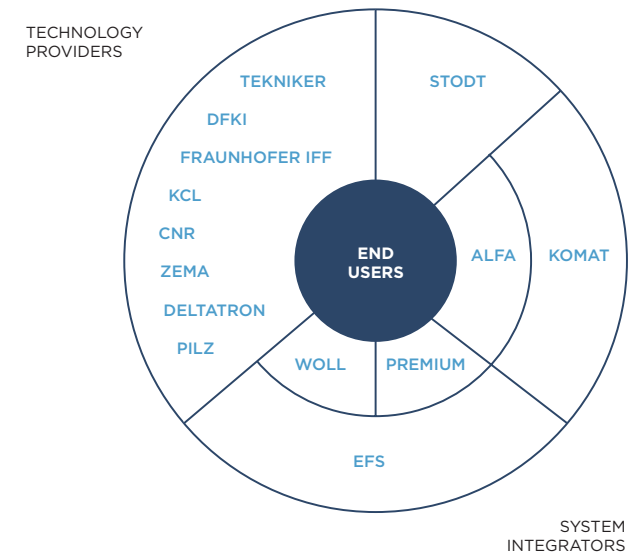 TECHNOLOGY
PROVIDERS
TEKNIKER
STODT
DFKI
FRAUNHOFER IFF
KCL
CNR
ZEMA
DELTATRON
PILZ
END
USERS
ALFA
KOMAT
WOLL
PREMIUM
EFS
SYSTEM
INTEGRATORS